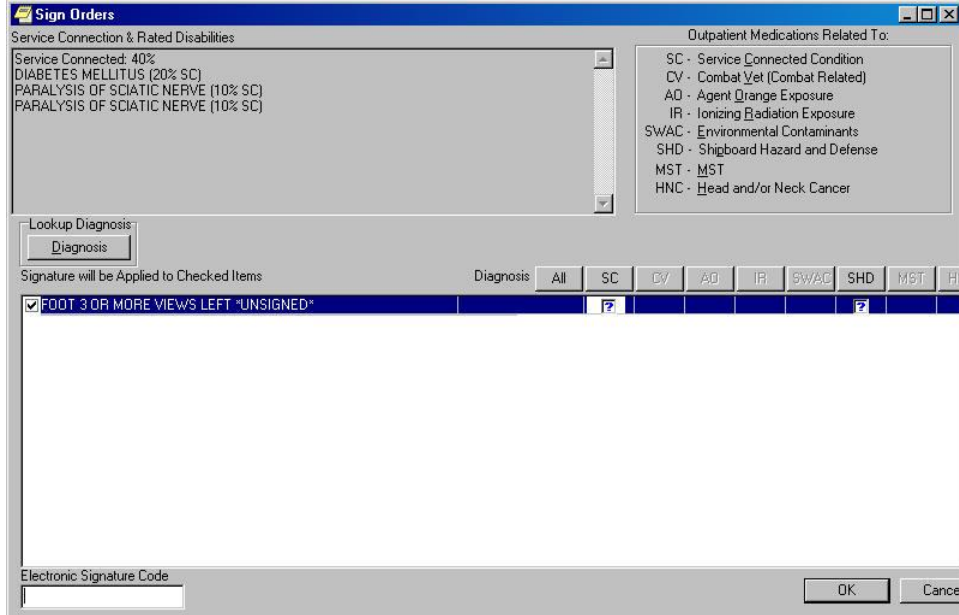 Sign Orders
Service Connection & Rated Disabilities
Outpatient Medications Related To:
Service Connected: 40%
DIABETES MELLITUS (20% SC)
PARALYSIS OF SCIATIC NERVE (10% SC)
PARALYSIS OF SCIATIC NERVE (10% SC)
SC - Service Connected Condition
CV - Combat Vet (Combat Related)
AO - Agent Orange Exposure
IR - Ionizing Radiation Exposure
SWAC - Environmental Contaminants
SHD - Shipboard Hazard and Defense
MST - MST
HNC - Head and/or Neck Cancer
Lookup Diagnosis
Diagnosis
Signature will be Applied to Checked Items
Diagnosis All SC CV AO IR SWAC SHD MST H
FOOT 3 OR MORE VIEWS LEFT *UNSIGNED* ? ?
Electronic Signature Code
OK Cance